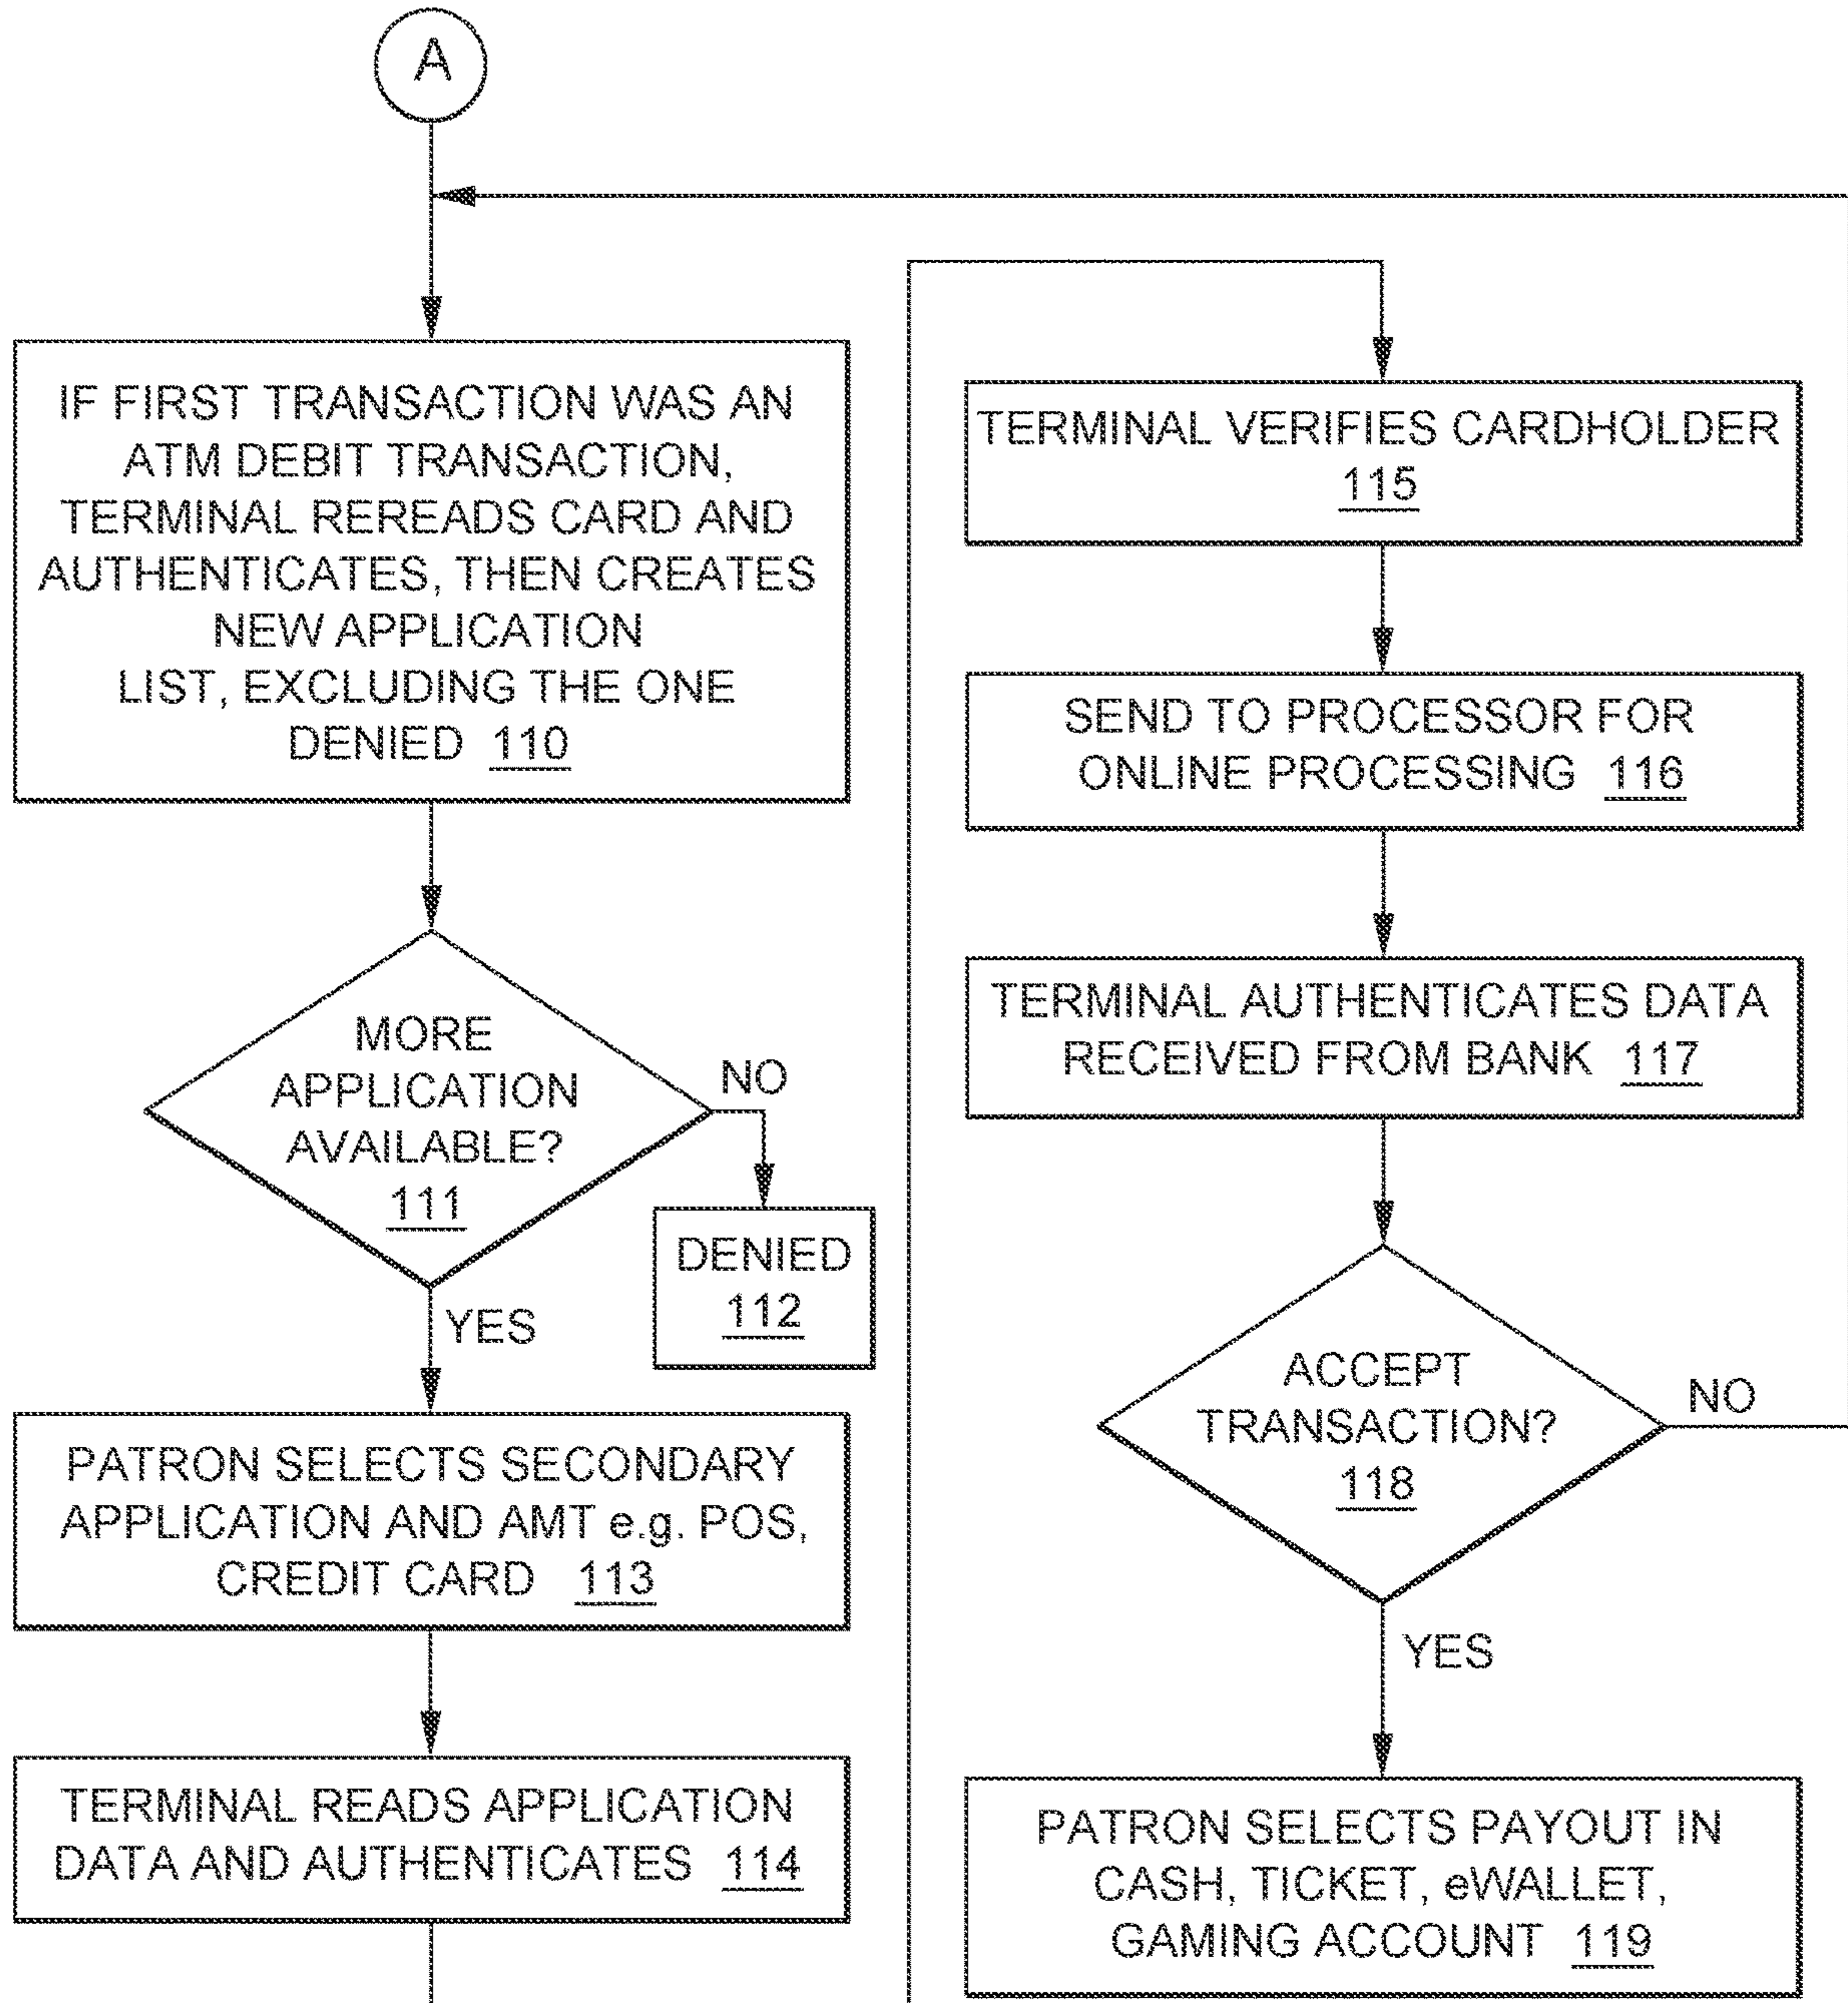 A
IF FIRST TRANSACTION WAS AN
ATM DEBIT TRANSACTION,
TERMINAL REREADS CARD AND
AUTHENTICATES, THEN CREATES
NEW APPLICATION
LIST, EXCLUDING THE ONE
DENIED 110
MORE
APPLICATION
AVAILABLE?
111
NO
DENIED
112
YES
PATRON SELECTS SECONDARY
APPLICATION AND AMT e.g. POS,
CREDIT CARD 113
TERMINAL READS APPLICATION
DATA AND AUTHENTICATES 114
TERMINAL VERIFIES CARDHOLDER
115
SEND TO PROCESSOR FOR
ONLINE PROCESSING 116
TERMINAL AUTHENTICATES DATA
RECEIVED FROM BANK 117
ACCEPT
TRANSACTION?
118
NO
YES
PATRON SELECTS PAYOUT IN
CASH, TICKET, eWALLET,
GAMING ACCOUNT 119